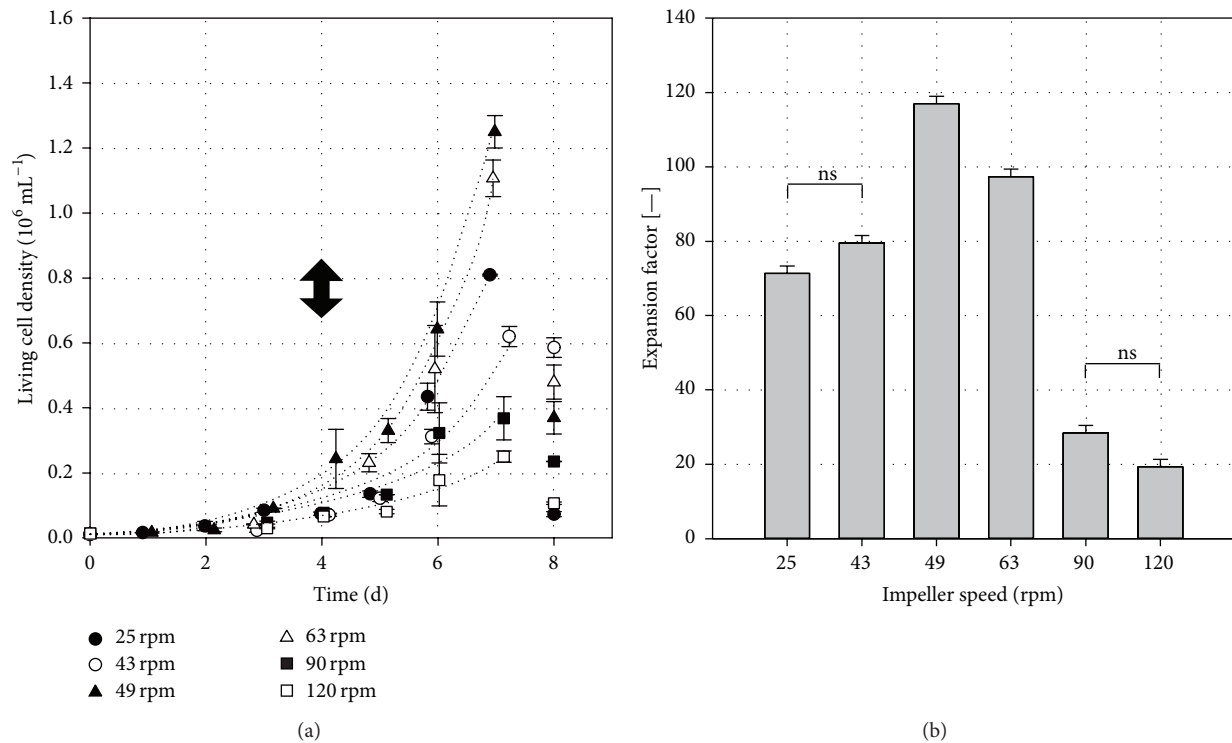 1.6
1.4
1.2
1.0
0.8
0.6
0.4
0.2
0.0
Living cell density (10⁶ mL⁻¹)
0 2 4 6 8
Time (d)
25 rpm
43 rpm
49 rpm
63 rpm
90 rpm
120 rpm
(a)
140
120
100
80
60
40
20
0
Expansion factor [—]
ns
ns
25 43 49 63 90 120
Impeller speed (rpm)
(b)